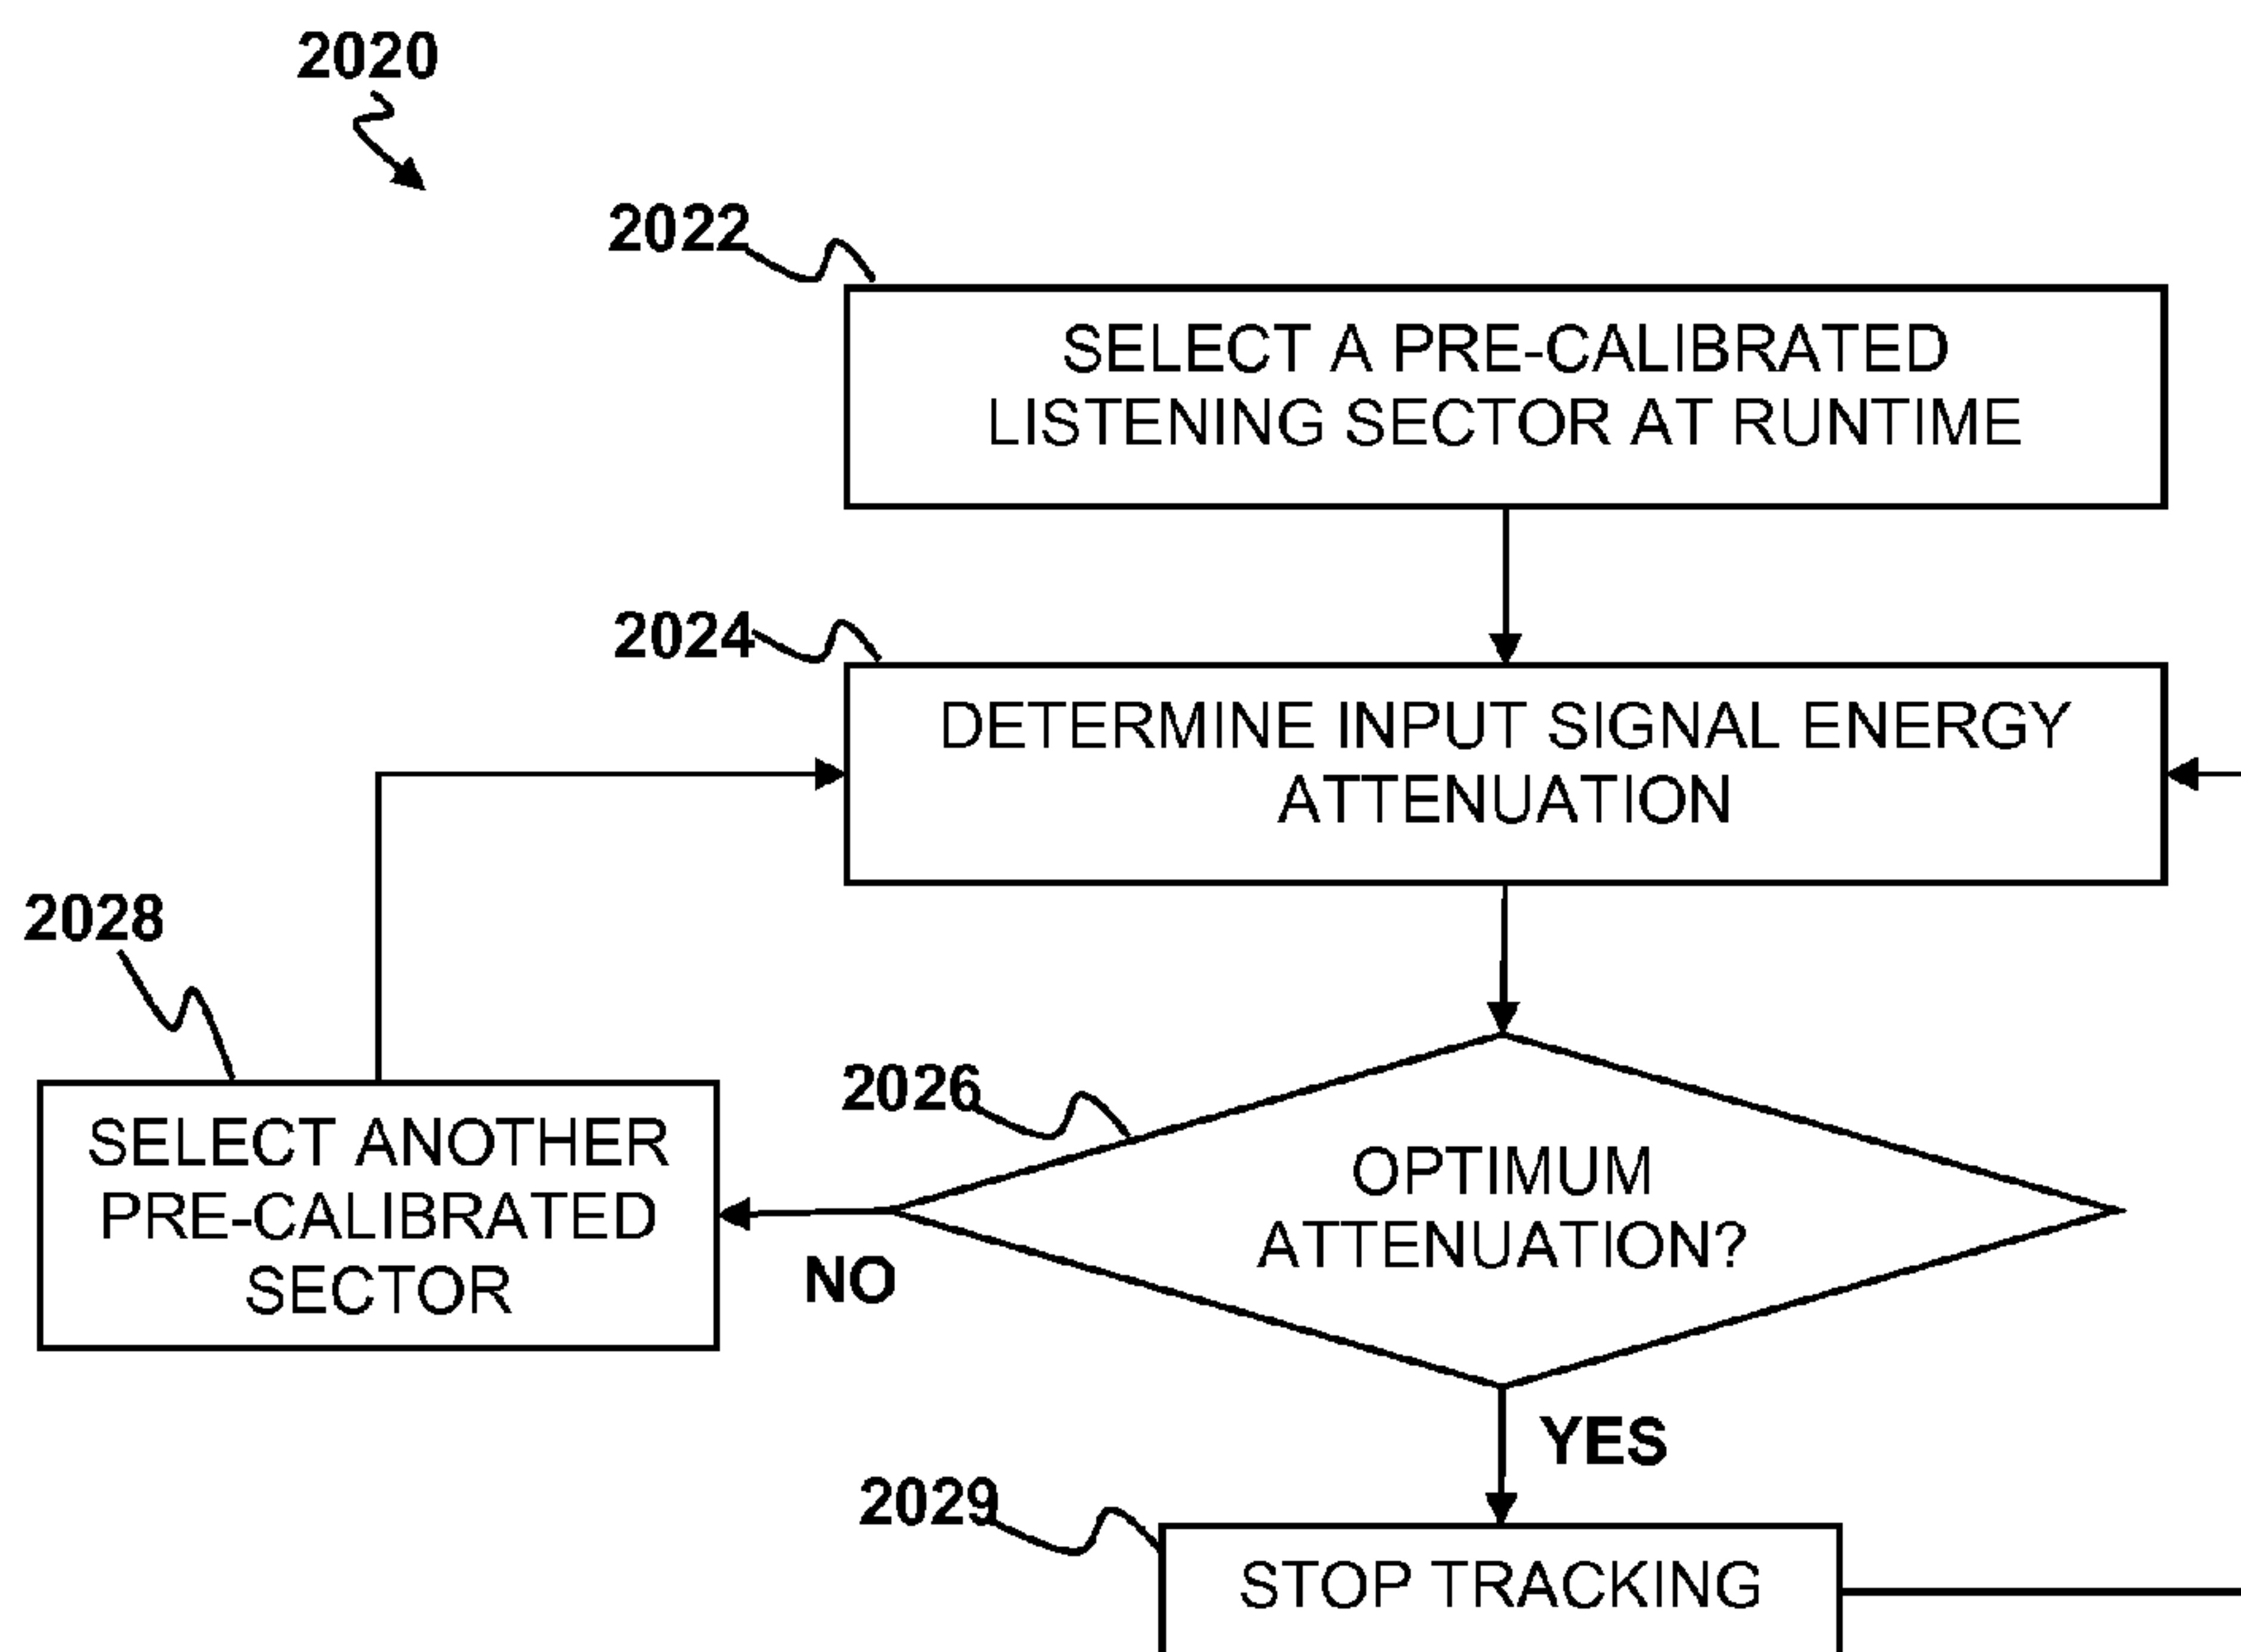 2020
2022
SELECT A PRE-CALIBRATED
LISTENING SECTOR AT RUNTIME
2024
DETERMINE INPUT SIGNAL ENERGY
ATTENUATION
2028
SELECT ANOTHER
PRE-CALIBRATED
SECTOR
2026
OPTIMUM
ATTENUATION?
NO
YES
2029
STOP TRACKING